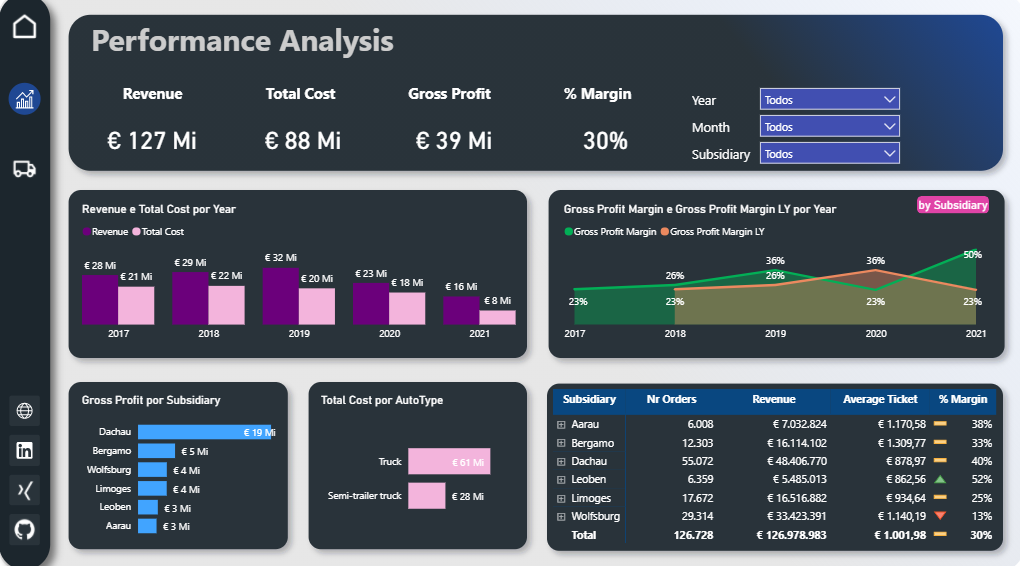 Performance Analysis
Revenue Total Cost Gross Profit % Margin
€ 127 Mi € 88 Mi € 39 Mi 30%
Year Todos
Month Todos
Subsidiary Todos
Revenue e Total Cost por Year
Revenue Total Cost
€ 28 Mi € 21 Mi € 29 Mi € 22 Mi € 32 Mi € 20 Mi € 23 Mi € 18 Mi € 16 Mi € 8 Mi
2017 2018 2019 2020 2021
Gross Profit Margin e Gross Profit Margin LY por Year
by Subsidiary
Gross Profit Margin Gross Profit Margin LY
23% 26% 36% 23% 50%
23% 26% 36% 23%
2017 2018 2019 2020 2021
Gross Profit por Subsidiary
Dachau € 19 Mi
Bergamo € 5 Mi
Wolfsburg € 4 Mi
Limoges € 4 Mi
Leoben € 3 Mi
Aarau € 3 Mi
Total Cost por AutoType
Truck € 61 Mi
Semi-trailer truck € 28 Mi
Subsidiary Nr Orders Revenue Average Ticket % Margin
Aarau 6.008 € 7.032.824 € 1.170,58 38%
Bergamo 12.303 € 16.114.102 € 1.309,77 33%
Dachau 55.072 € 48.406.770 € 878,97 40%
Leoben 6.359 € 5.485.013 € 862,56 52%
Limoges 17.672 € 16.516.882 € 934,64 25%
Wolfsburg 29.314 € 33.423.391 € 1.140,19 13%
Total 126.728 € 126.978.983 € 1.001,98 30%
in